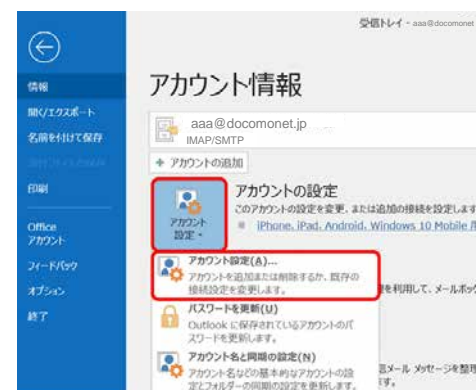 受信トレイ - aaa@docomonet
情報
開く/エクスポート
名前を付けて保存
印刷
Office
アカウント
フィードバック
オプション
終了
アカウント情報
aaa@docomonet.jp
IMAP/SMTP
+ アカウントの追加
アカウント
設定
アカウントの設定
このアカウントの設定を変更、または追加の接続を設定します
iPhone、iPad、Android、Windows 10 Mobile 用
アカウント設定(A)...
アカウントを追加または削除するか、既存の
接続設定を変更します。
を利用して、メールボッ
パスワードを更新(U)
Outlook に保存されているアカウントのパ
スワードを更新します。
アカウント名と同期の設定(N)
アカウント名などの基本的なアカウントの設
定とフォルダーの同期の設定を更新します。
メール メッセージを整理
す。